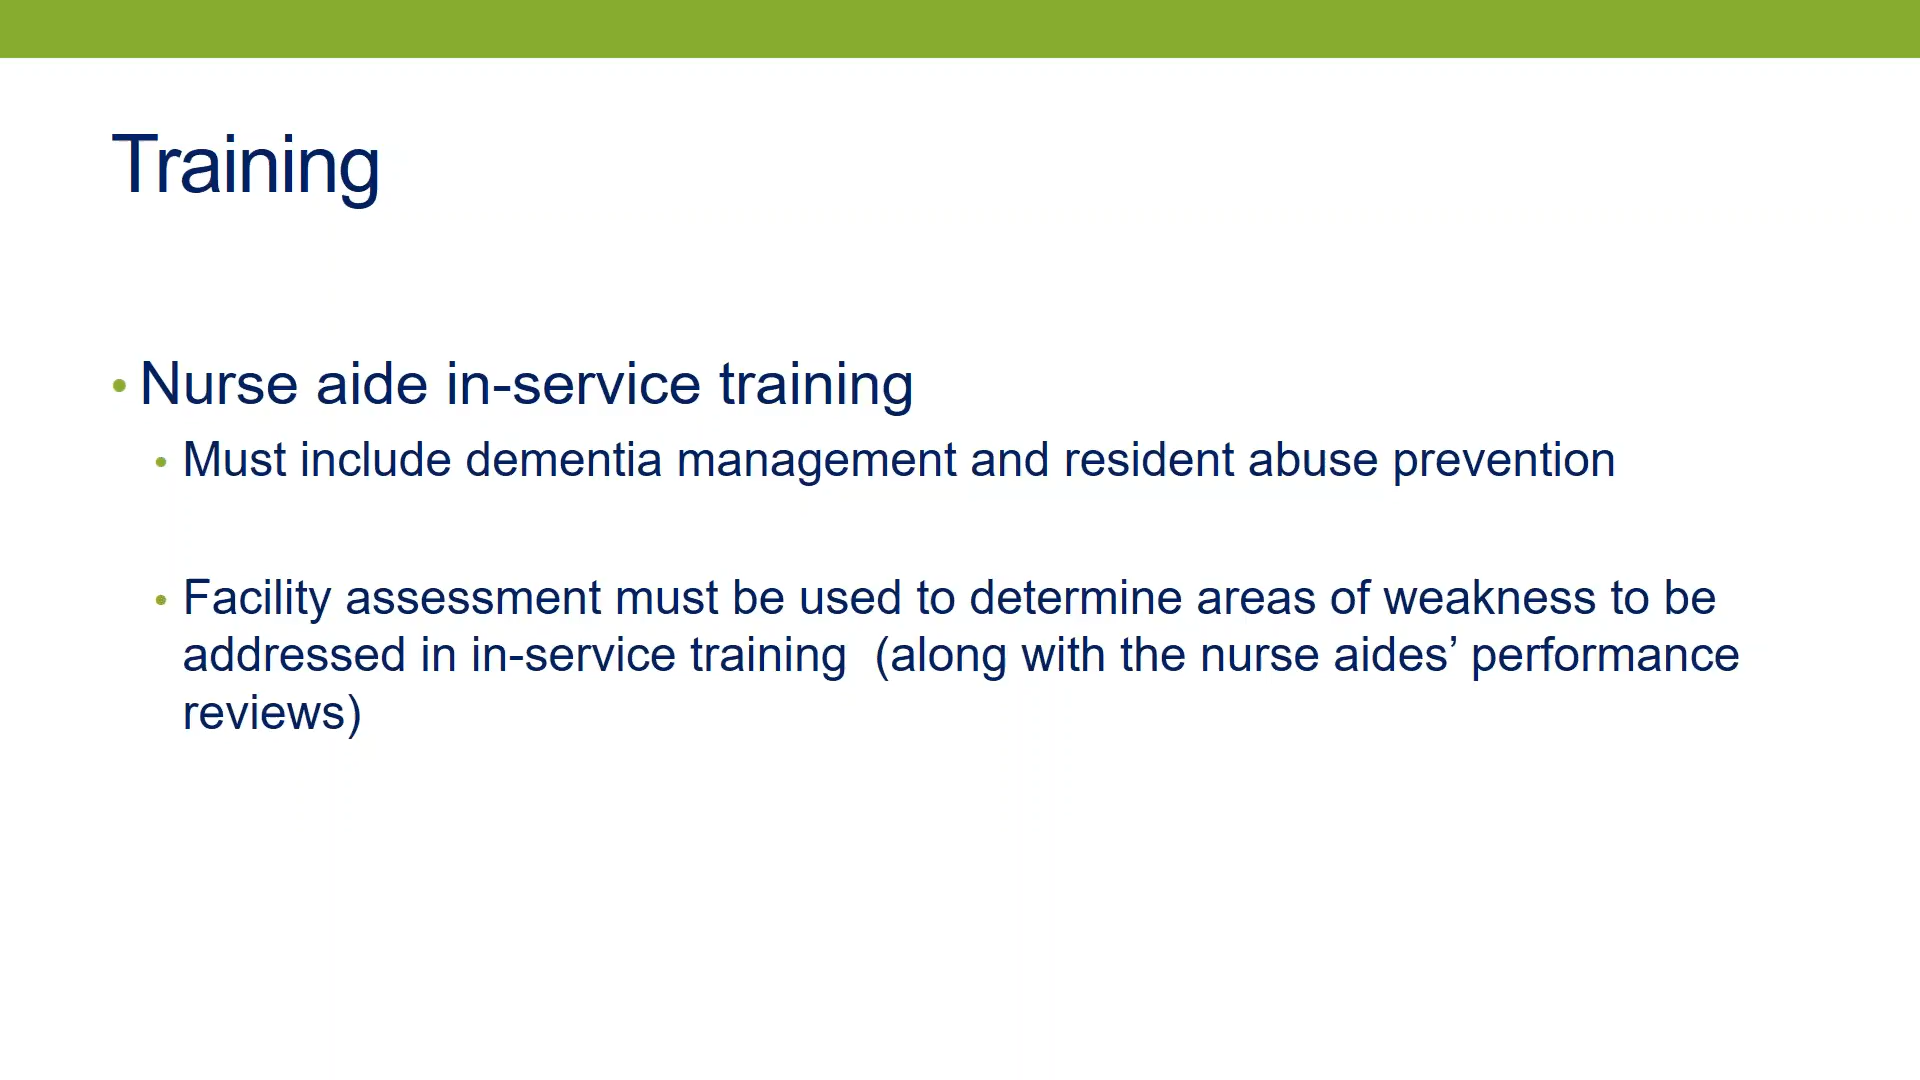 Training
• Nurse aide in-service training
• Must include dementia management and resident abuse prevention
• Facility assessment must be used to determine areas of weakness to be
addressed in in-service training  (along with the nurse aides’ performance
reviews)